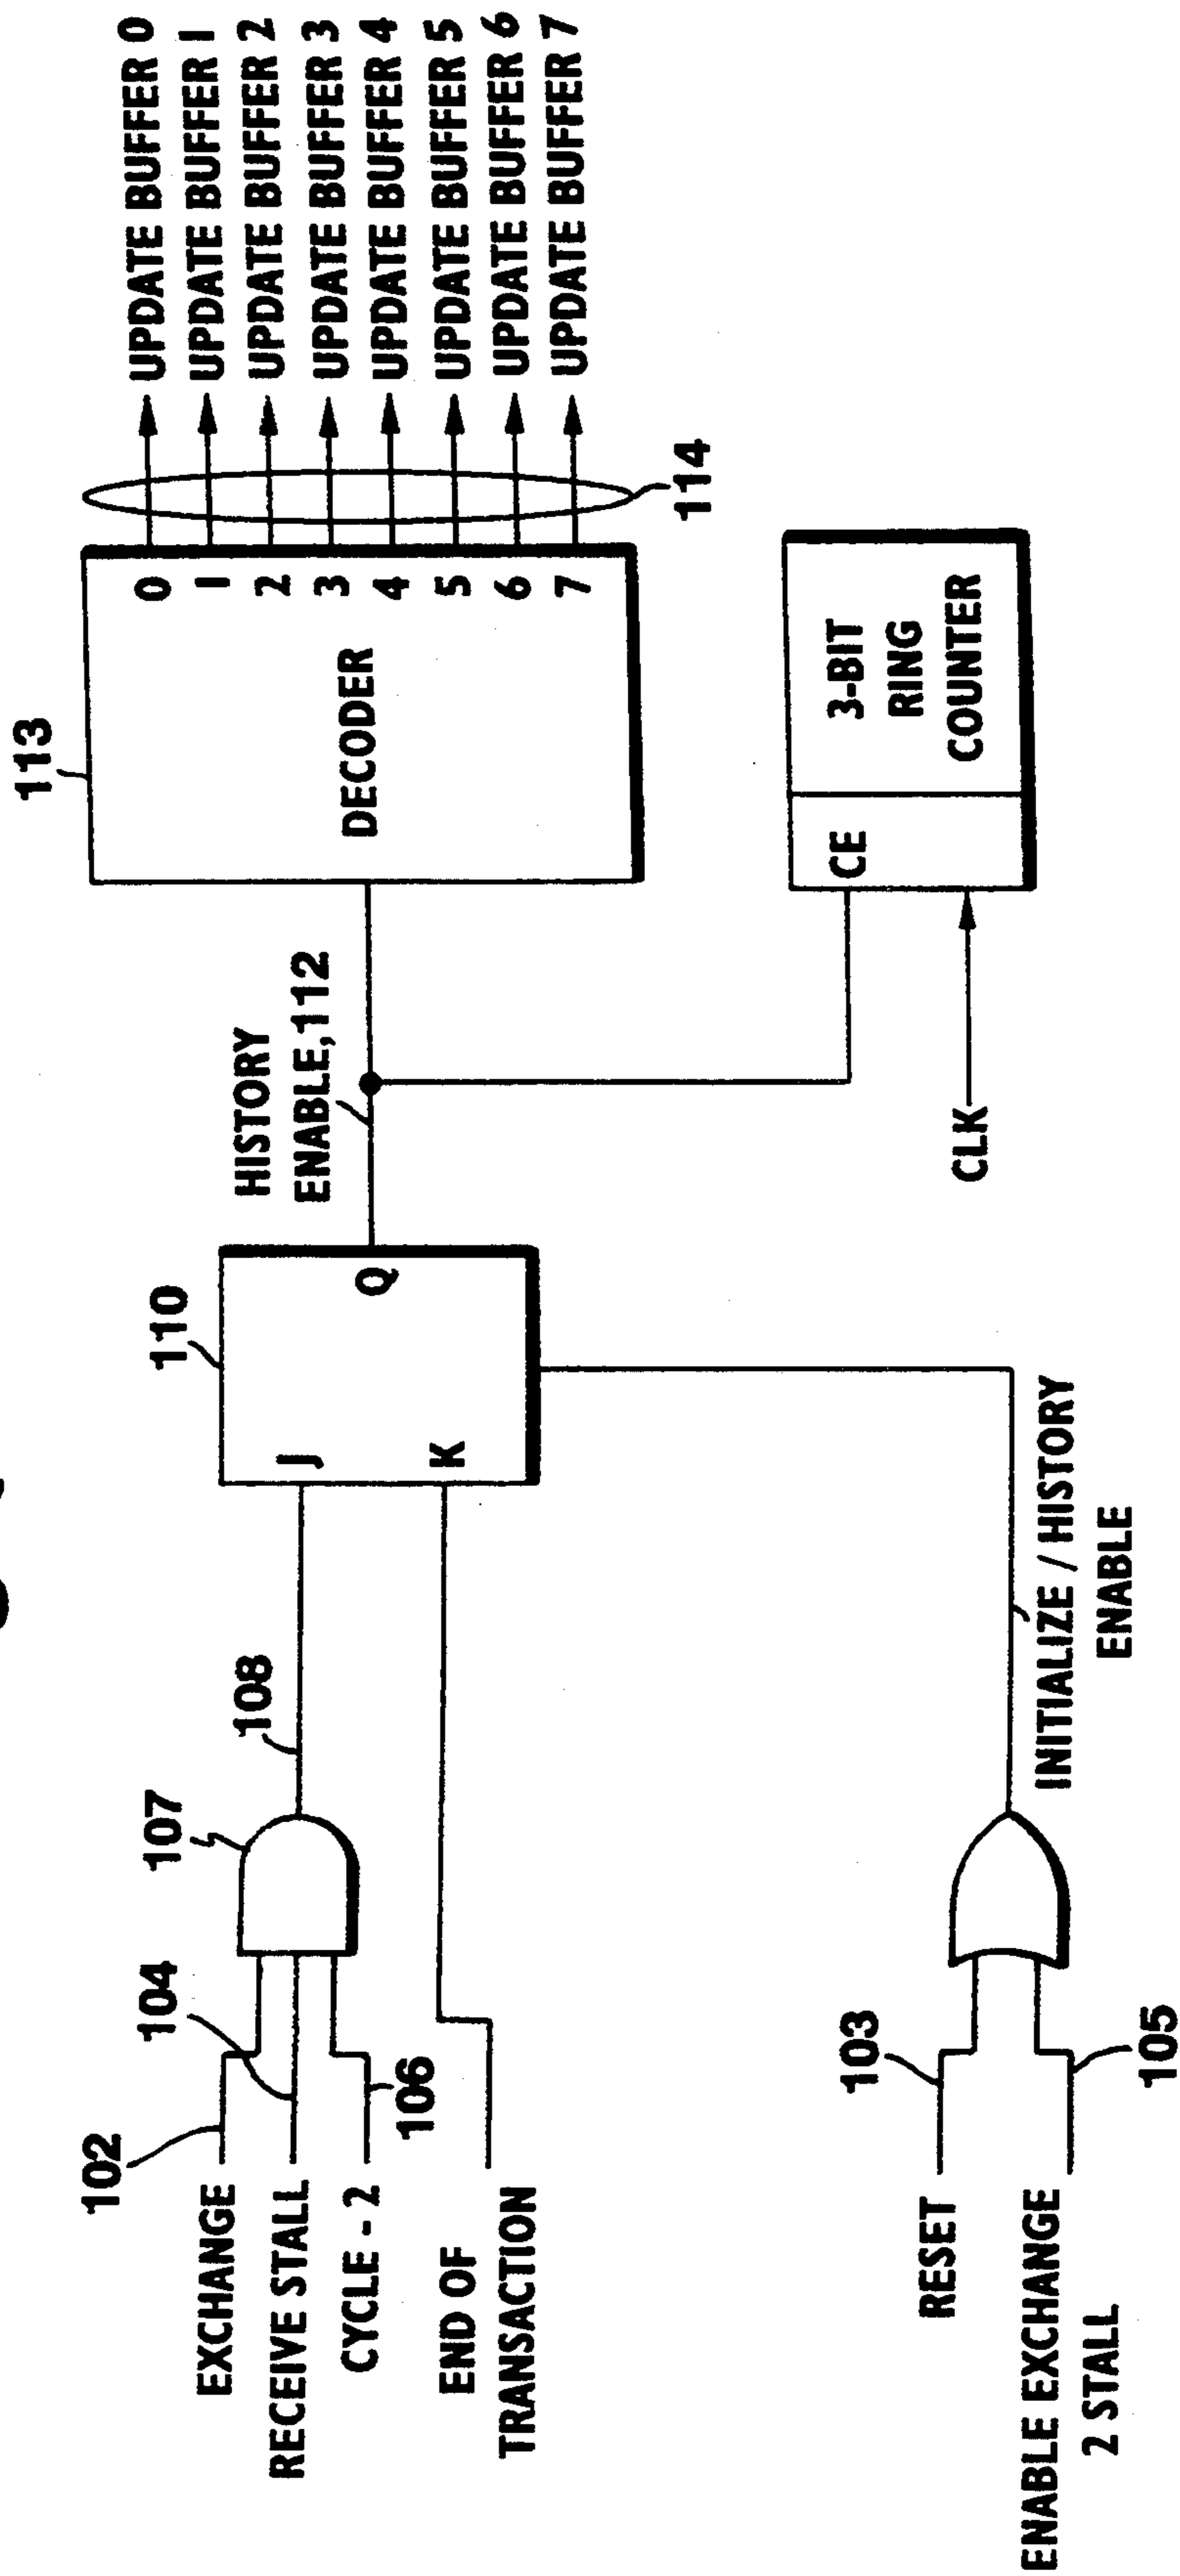 EXCHANGE
102
RECEIVE STALL
104
CYCLE - 2
106
107
108
END OF
TRANSACTION
110
J
K
Q
HISTORY
ENABLE,112
113
DECODER
0
1
2
3
4
5
6
7
UPDATE BUFFER 0
UPDATE BUFFER 1
UPDATE BUFFER 2
UPDATE BUFFER 3
UPDATE BUFFER 4
UPDATE BUFFER 5
UPDATE BUFFER 6
UPDATE BUFFER 7
114
RESET
103
ENABLE EXCHANGE
2 STALL
105
INITIALIZE / HISTORY
ENABLE
CLK
CE
3-BIT
RING
COUNTER